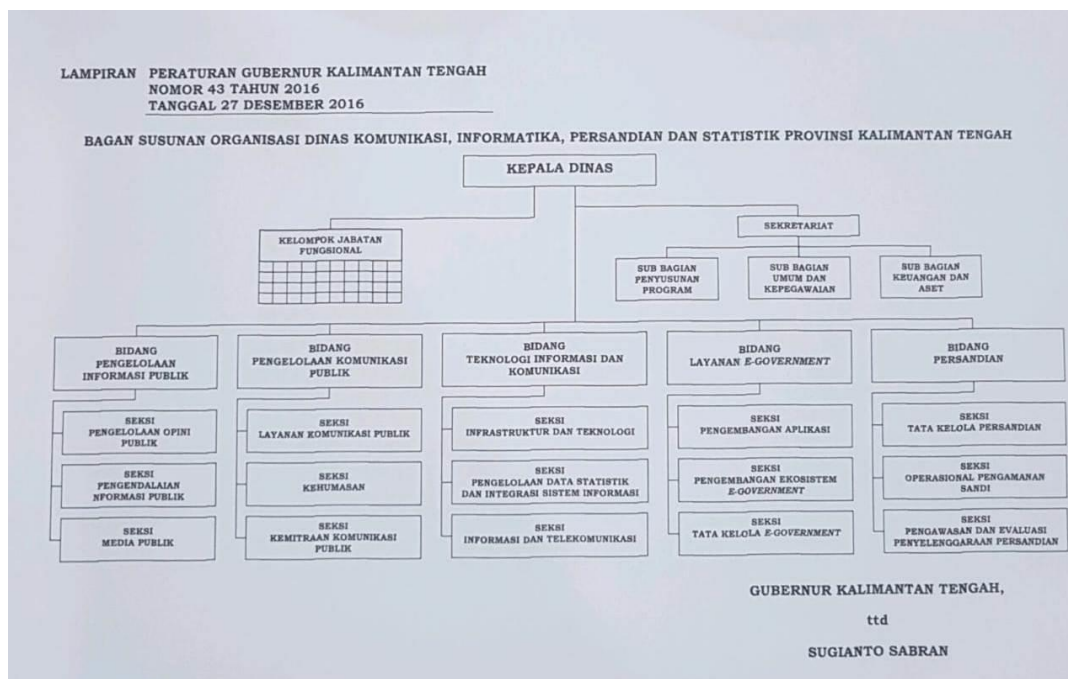 LAMPIRAN PERATURAN GUBERNUR KALIMANTAN TENGAH
NOMOR 43 TAHUN 2016
TANGGAL 27 DESEMBER 2016
BAGAN SUSUNAN ORGANISASI DINAS KOMUNIKASI, INFORMATIKA, PERSANDIAN DAN STATISTIK PROVINSI KALIMANTAN TENGAH
KEPALA DINAS
KELOMPOK JABATAN
FUNGSIONAL
SEKRETARIAT
SUB BAGIAN
PENYUSUNAN
PROGRAM
SUB BAGIAN
UMUM DAN
KEPEGAWAIAN
SUB BAGIAN
KEUANGAN DAN
ASET
BIDANG
PENGELOLAAN
INFORMASI PUBLIK
SEKSI
PENGELOLAAN OPINI
PUBLIK
SEKSI
PENGENDALAIAN
NFORMASI PUBLIK
SEKSI
MEDIA PUBLIK
BIDANG
PENGELOLAAN KOMUNIKASI
PUBLIK
SEKSI
LAYANAN KOMUNIKASI PUBLIK
SEKSI
KEHUMASAN
SEKSI
KEMITRAAN KOMUNIKASI
PUBLIK
BIDANG
TEKNOLOGI INFORMASI DAN
KOMUNIKASI
SEKSI
INFRASTRUKTUR DAN TEKNOLOGI
SEKSI
PENGELOLAAN DATA STATISTIK
DAN INTEGRASI SISTEM INFORMASI
SEKSI
INFORMASI DAN TELEKOMUNIKASI
BIDANG
LAYANAN E-GOVERNMENT
SEKSI
PENGEMBANGAN APLIKASI
SEKSI
PENGEMBANGAN EKOSISTEM
E-GOVERNMENT
SEKSI
TATA KELOLA E-GOVERNMENT
BIDANG
PERSANDIAN
SEKSI
TATA KELOLA PERSANDIAN
SEKSI
OPERASIONAL PENGAMANAN
SANDI
SEKSI
PENGAWASAN DAN EVALUASI
PENYELENGGARAAN PERSANDIAN
GUBERNUR KALIMANTAN TENGAH,
ttd
SUGIANTO SABRAN